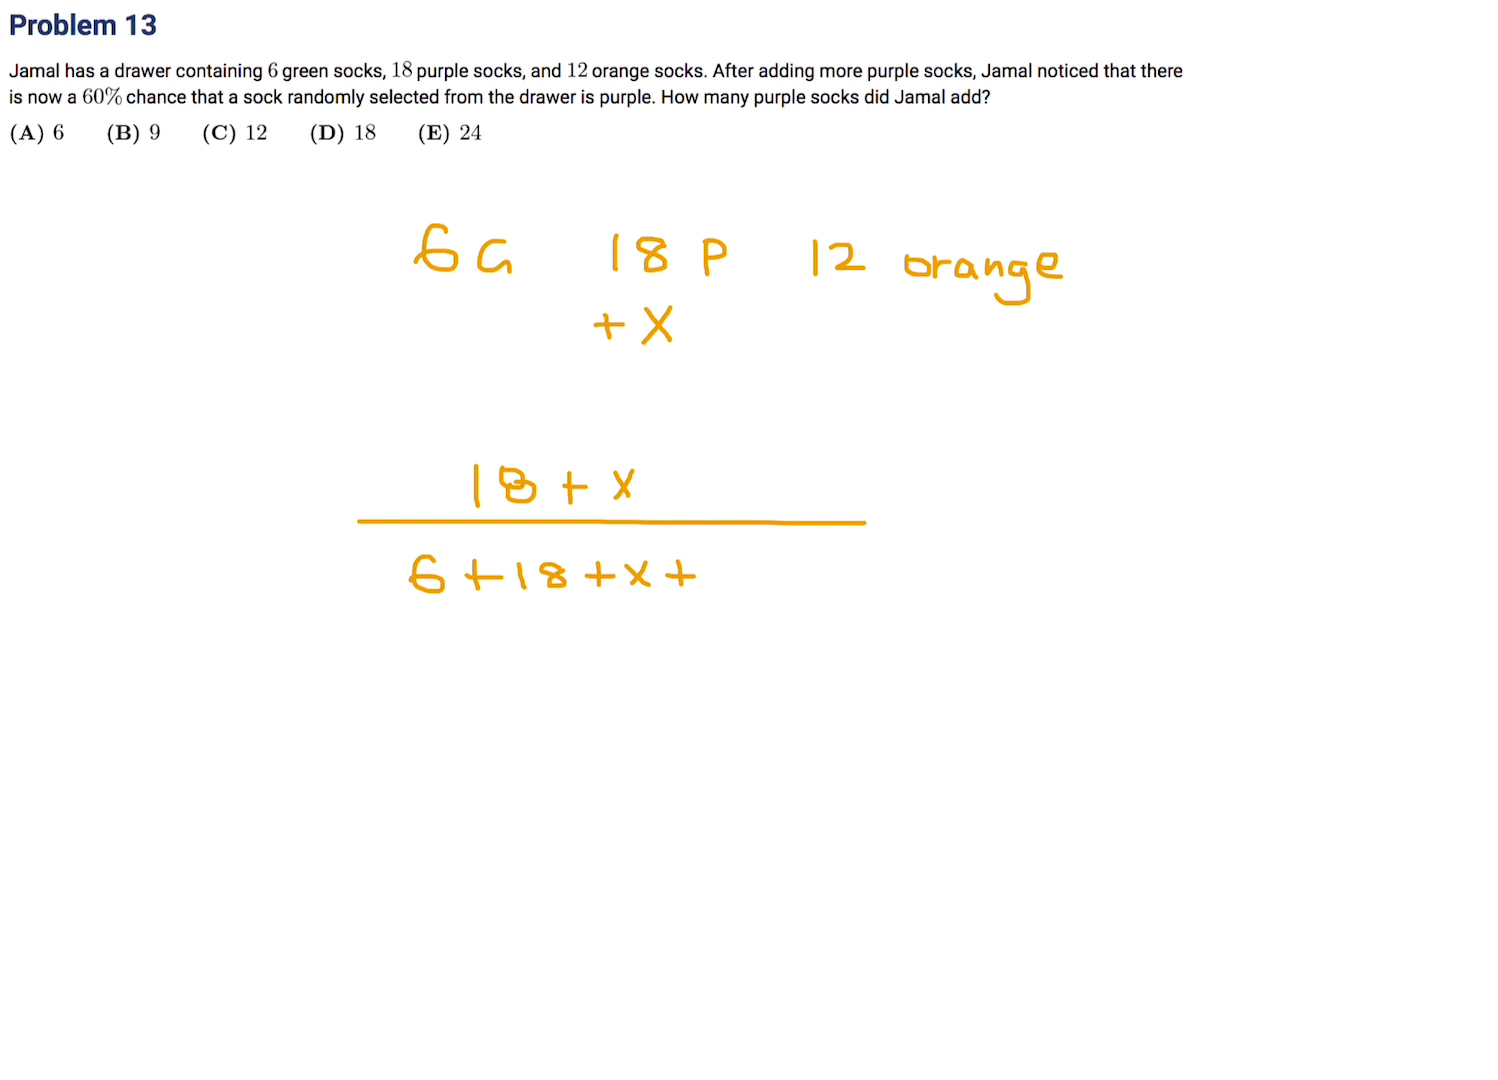 Problem 13
Jamal has a drawer containing 6 green socks, 18 purple socks, and 12 orange socks. After adding more purple socks, Jamal noticed that there
is now a 60% chance that a sock randomly selected from the drawer is purple. How many purple socks did Jamal add?
(A) 6 (B) 9 (C) 12 (D) 18 (E) 24
6 G 18 P 12 orange
+ X
18 + x
6 + 18 + x +